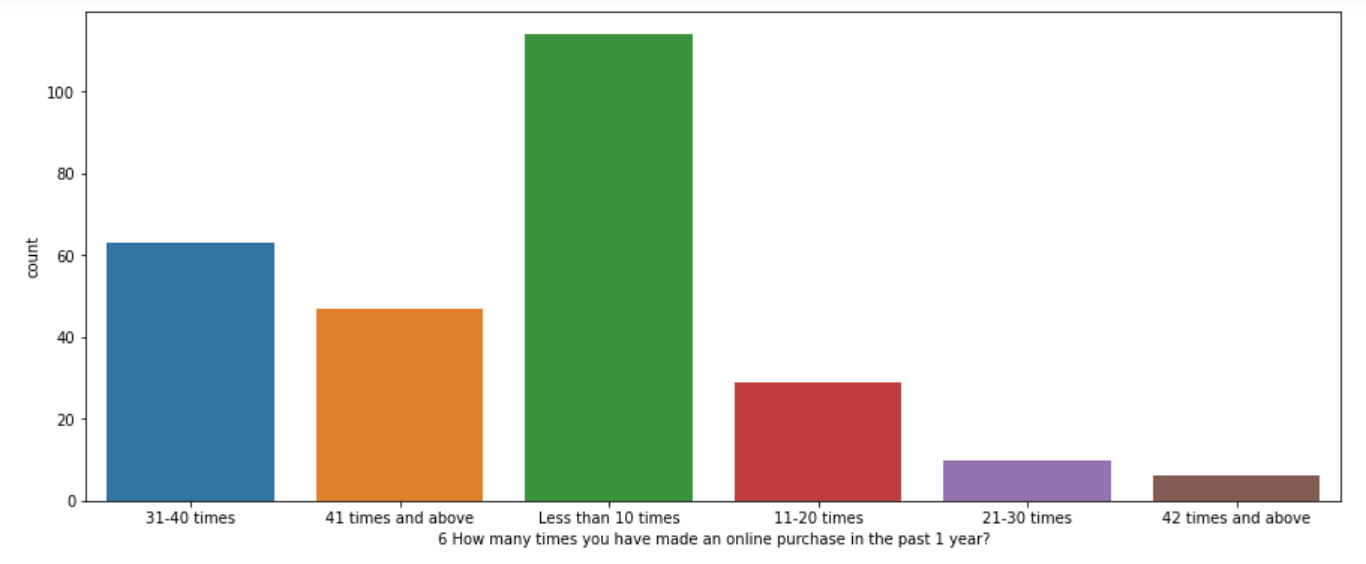 count
100
80
60
40
20
0
31-40 times 41 times and above Less than 10 times 11-20 times 21-30 times 42 times and above
6 How many times you have made an online purchase in the past 1 year?